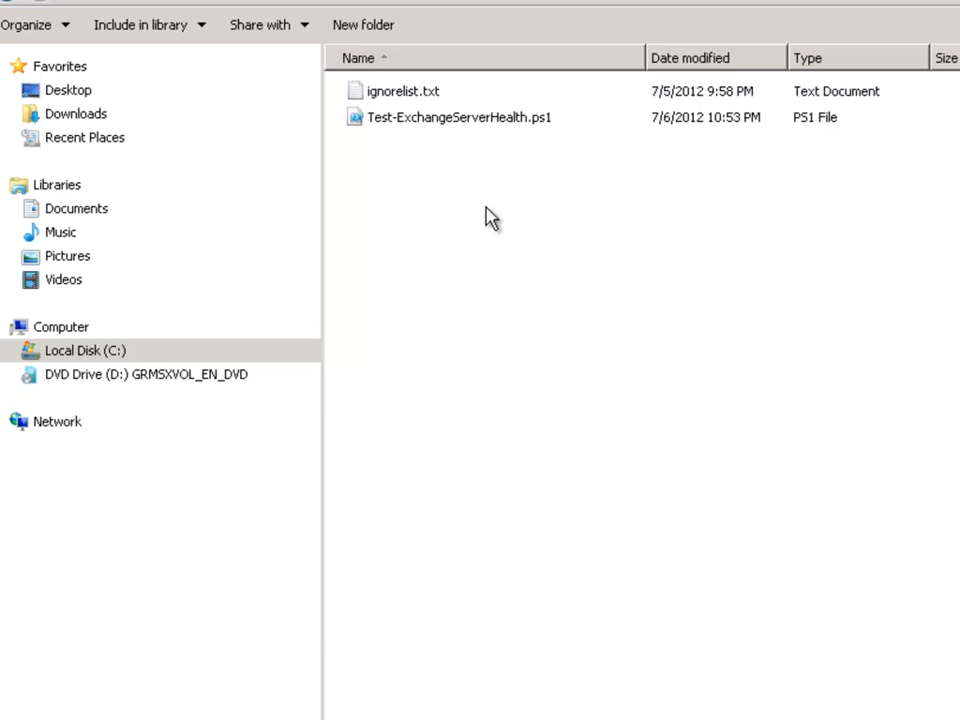 Organize Include in library Share with New folder
Name Date modified Type Size
ignorelist.txt 7/5/2012 9:58 PM Text Document
Test-ExchangeServerHealth.ps1 7/6/2012 10:53 PM PS1 File
Favorites
Desktop
Downloads
Recent Places
Libraries
Documents
Music
Pictures
Videos
Computer
Local Disk (C:)
DVD Drive (D:) GRMSXVOL_EN_DVD
Network